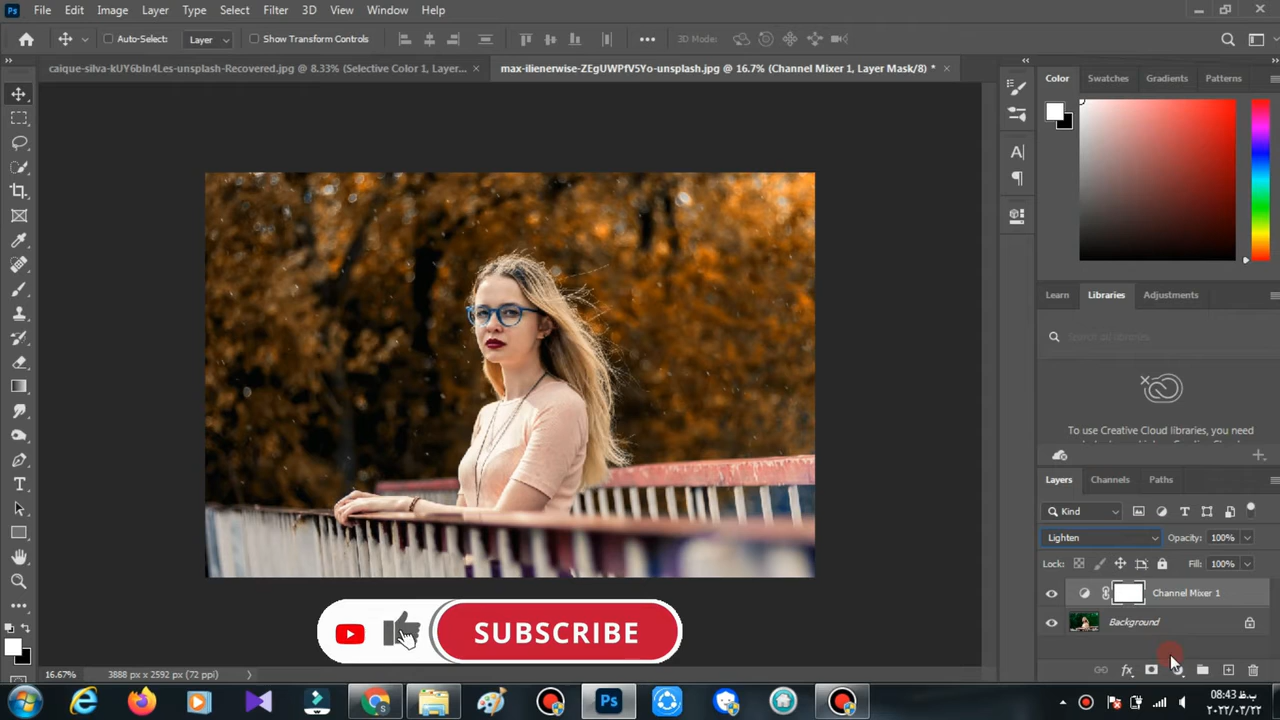 Ps File Edit Image Layer Type Select Filter 3D View Window Help
Auto-Select: Layer Show Transform Controls 3D Mode:
caique-silva-kUY6bIn4Les-unsplash-Recovered.jpg @ 8.33% (Selective Color 1, Layer...
max-ilienerwise-ZEgUWPfV5Yo-unsplash.jpg @ 16.7% (Channel Mixer 1, Layer Mask/8) *
Color Swatches Gradients Patterns
Learn Libraries Adjustments
Search all libraries
To use Creative Cloud libraries, you need
Layers Channels Paths
Kind
Lighten Opacity: 100%
Lock: Fill: 100%
Channel Mixer 1
Background
SUBSCRIBE
16.67% 3888 px x 2592 px (72 ppi)
Ps
08:43 ب.ظ
۲۰۲۲/۰۳/۲۲